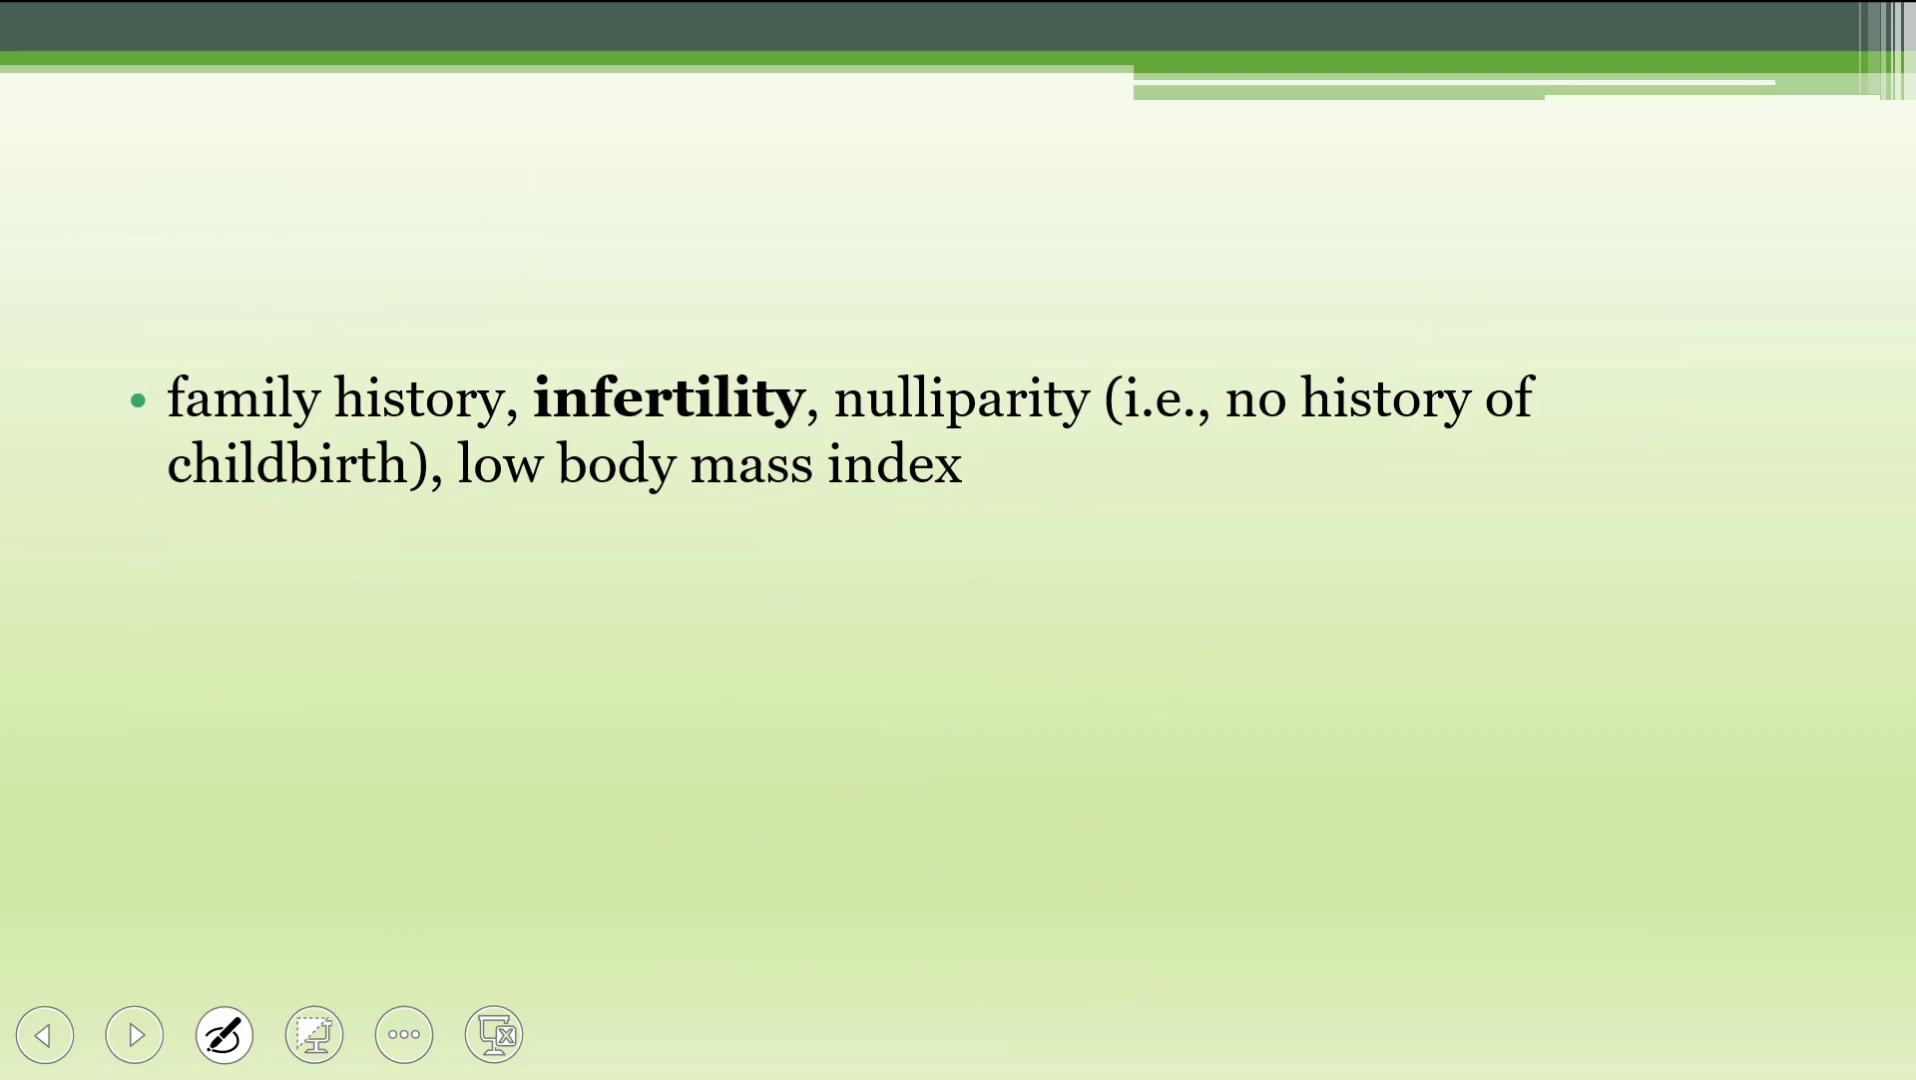 • family history, infertility, nulliparity (i.e., no history of
childbirth), low body mass index